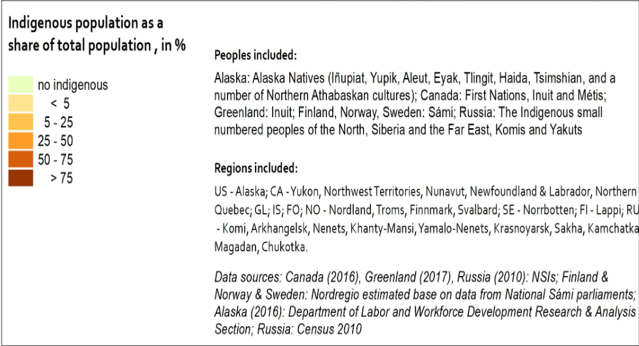 Indigenous population as a
share of total population , in %
no indigenous
< 5
5 - 25
25 - 50
50 - 75
> 75
Peoples included:
Alaska: Alaska Natives (Iñupiat, Yupik, Aleut, Eyak, Tlingit, Haida, Tsimshian, and a
number of Northern Athabaskan cultures); Canada: First Nations, Inuit and Métis;
Greenland: Inuit; Finland, Norway, Sweden: Sámi; Russia: The Indigenous small
numbered peoples of the North, Siberia and the Far East, Komis and Yakuts
Regions included:
US - Alaska; CA - Yukon, Northwest Territories, Nunavut, Newfoundland & Labrador, Northern
Quebec; GL; IS; FO; NO - Nordland, Troms, Finnmark, Svalbard; SE - Norrbotten; FI - Lappi; RU
- Komi, Arkhangelsk, Nenets, Khanty-Mansi, Yamalo-Nenets, Krasnoyarsk, Sakha, Kamchatka
Magadan, Chukotka.
Data sources: Canada (2016), Greenland (2017), Russia (2010): NSIs; Finland &
Norway & Sweden: Nordregio estimated base on data from National Sámi parliaments;
Alaska (2016): Department of Labor and Workforce Development Research & Analysis
Section; Russia: Census 2010